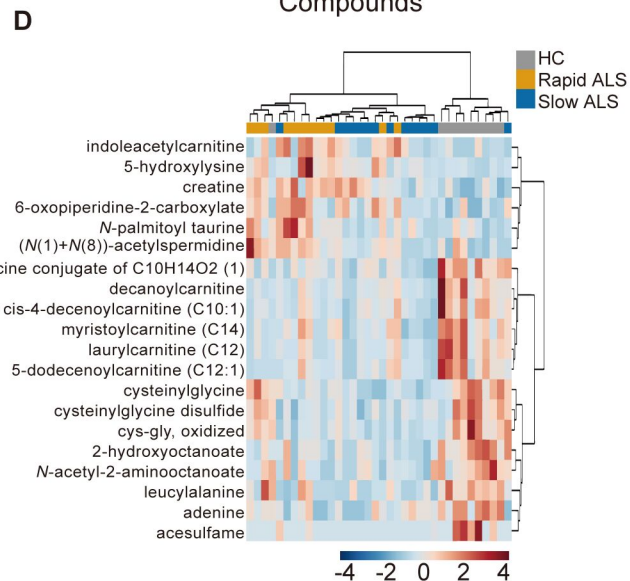 Compounds
D
HC
Rapid ALS
Slow ALS
indoleacetylcarnitine
5-hydroxylysine
creatine
6-oxopiperidine-2-carboxylate
N-palmitoyl taurine
(N(1)+N(8))-acetylspermidine
cine conjugate of C10H14O2 (1)
decanoylcarnitine
cis-4-decenoylcarnitine (C10:1)
myristoylcarnitine (C14)
laurylcarnitine (C12)
5-dodecenoylcarnitine (C12:1)
cysteinylglycine
cysteinylglycine disulfide
cys-gly, oxidized
2-hydroxyoctanoate
N-acetyl-2-aminooctanoate
leucylalanine
adenine
acesulfame
-4 -2 0 2 4